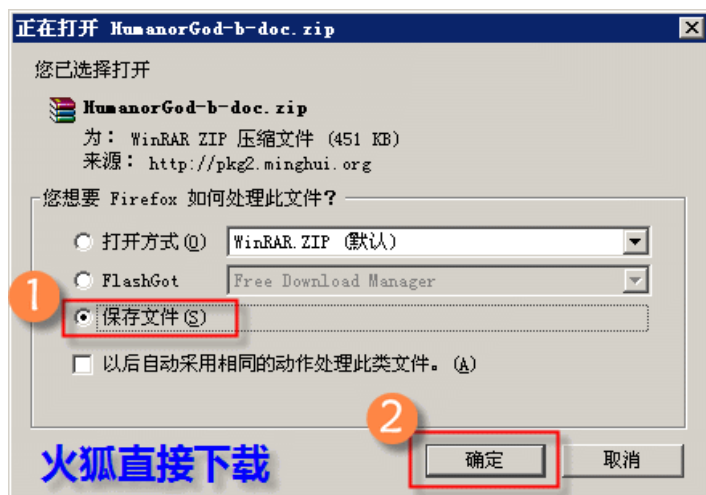 正在打开 HumanorGod-b-doc.zip
您已选择打开
HumanorGod-b-doc.zip
为： WinRAR ZIP 压缩文件 (451 KB)
来源： http://pkg2.minghui.org
您想要 Firefox 如何处理此文件？
打开方式(O) WinRAR.ZIP (默认)
FlashGot Free Download Manager
1
保存文件(S)
以后自动采用相同的动作处理此类文件。(A)
2
火狐直接下载 确定 取消